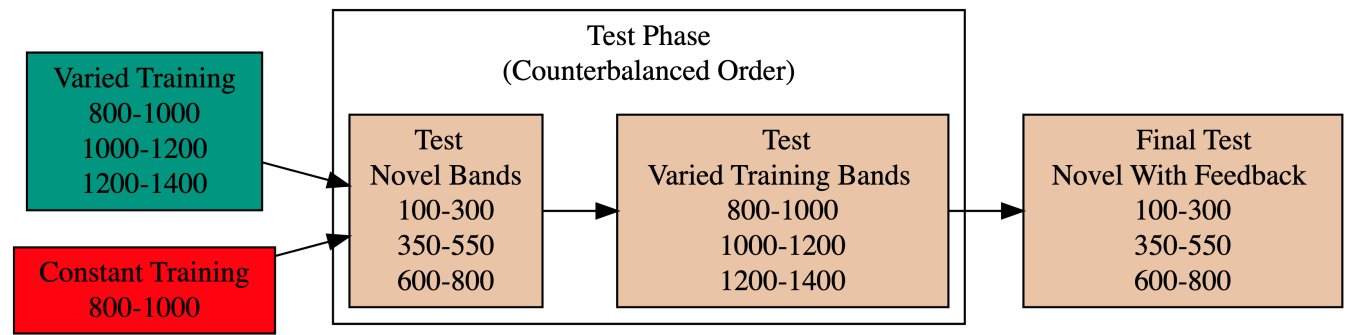 Varied Training
800-1000
1000-1200
1200-1400
Constant Training
800-1000
Test Phase
(Counterbalanced Order)
Test
Novel Bands
100-300
350-550
600-800
Test
Varied Training Bands
800-1000
1000-1200
1200-1400
Final Test
Novel With Feedback
100-300
350-550
600-800